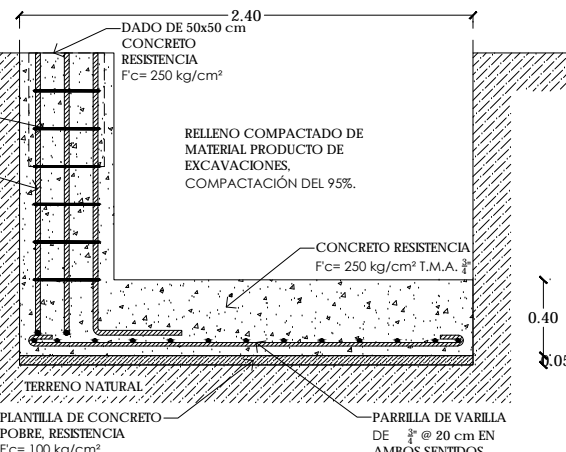 2.40
DADO DE 50x50 cm
CONCRETO
RESISTENCIA
F'c= 250 kg/cm²
RELLENO COMPACTADO DE
MATERIAL PRODUCTO DE
EXCAVACIONES,
COMPACTACIÓN DEL 95%.
CONCRETO RESISTENCIA
F'c= 250 kg/cm² T.M.A. ¾"
0.40
0.05
TERRENO NATURAL
PLANTILLA DE CONCRETO
POBRE, RESISTENCIA
F'c= 100 kg/cm²
PARRILLA DE VARILLA
DE ¾" @ 20 cm EN
AMBOS SENTIDOS